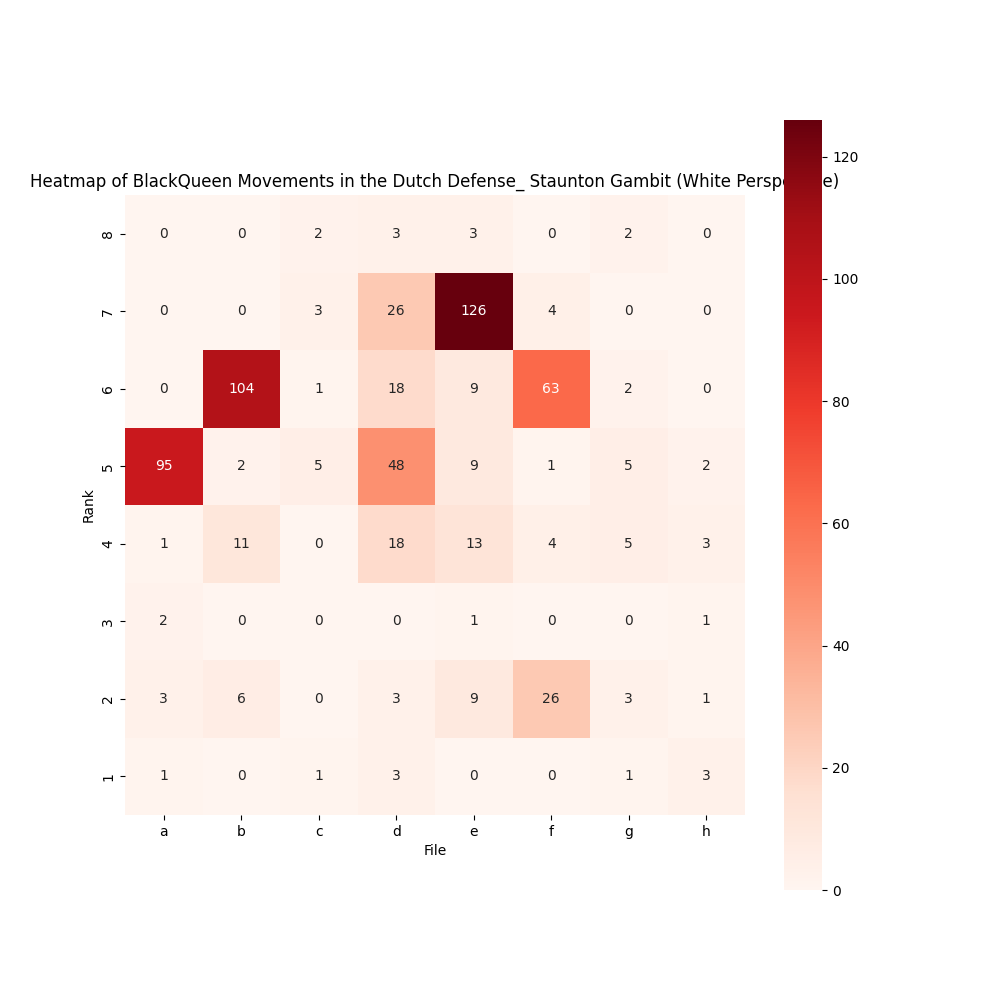 Heatmap of BlackQueen Movements in the Dutch Defense_ Staunton Gambit (White Perspe e)
120
8 0 0 2 3 3 0 2 0
100
7 0 0 3 26 126 4 0 0
80
6 0 104 1 18 9 63 2 0
5 95 2 5 48 9 1 5 2
Rank
60
4 1 11 0 18 13 4 5 3
40
3 2 0 0 0 1 0 0 1
2 3 6 0 3 9 26 3 1
20
1 1 0 1 3 0 0 1 3
a b c d e f g h
File
0